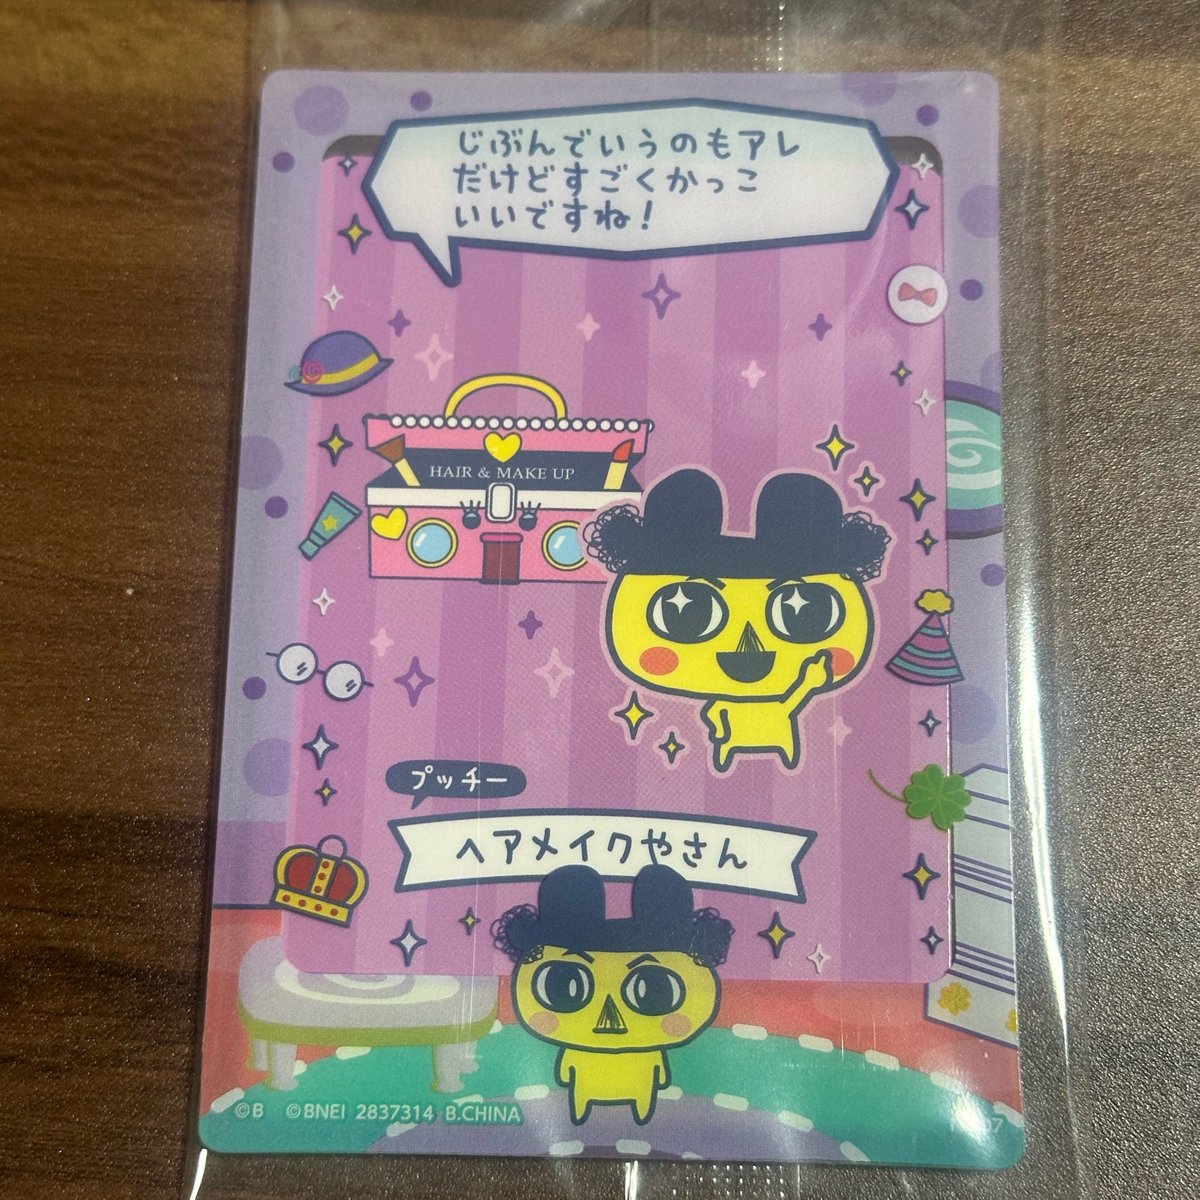 じぶんでいうのもアレ
だけどすごくかっこ
いいですね!
HAIR & MAKE UP
プッチー
ヘアメイクやさん
©B ©BNEI 2837314 B.CHINA